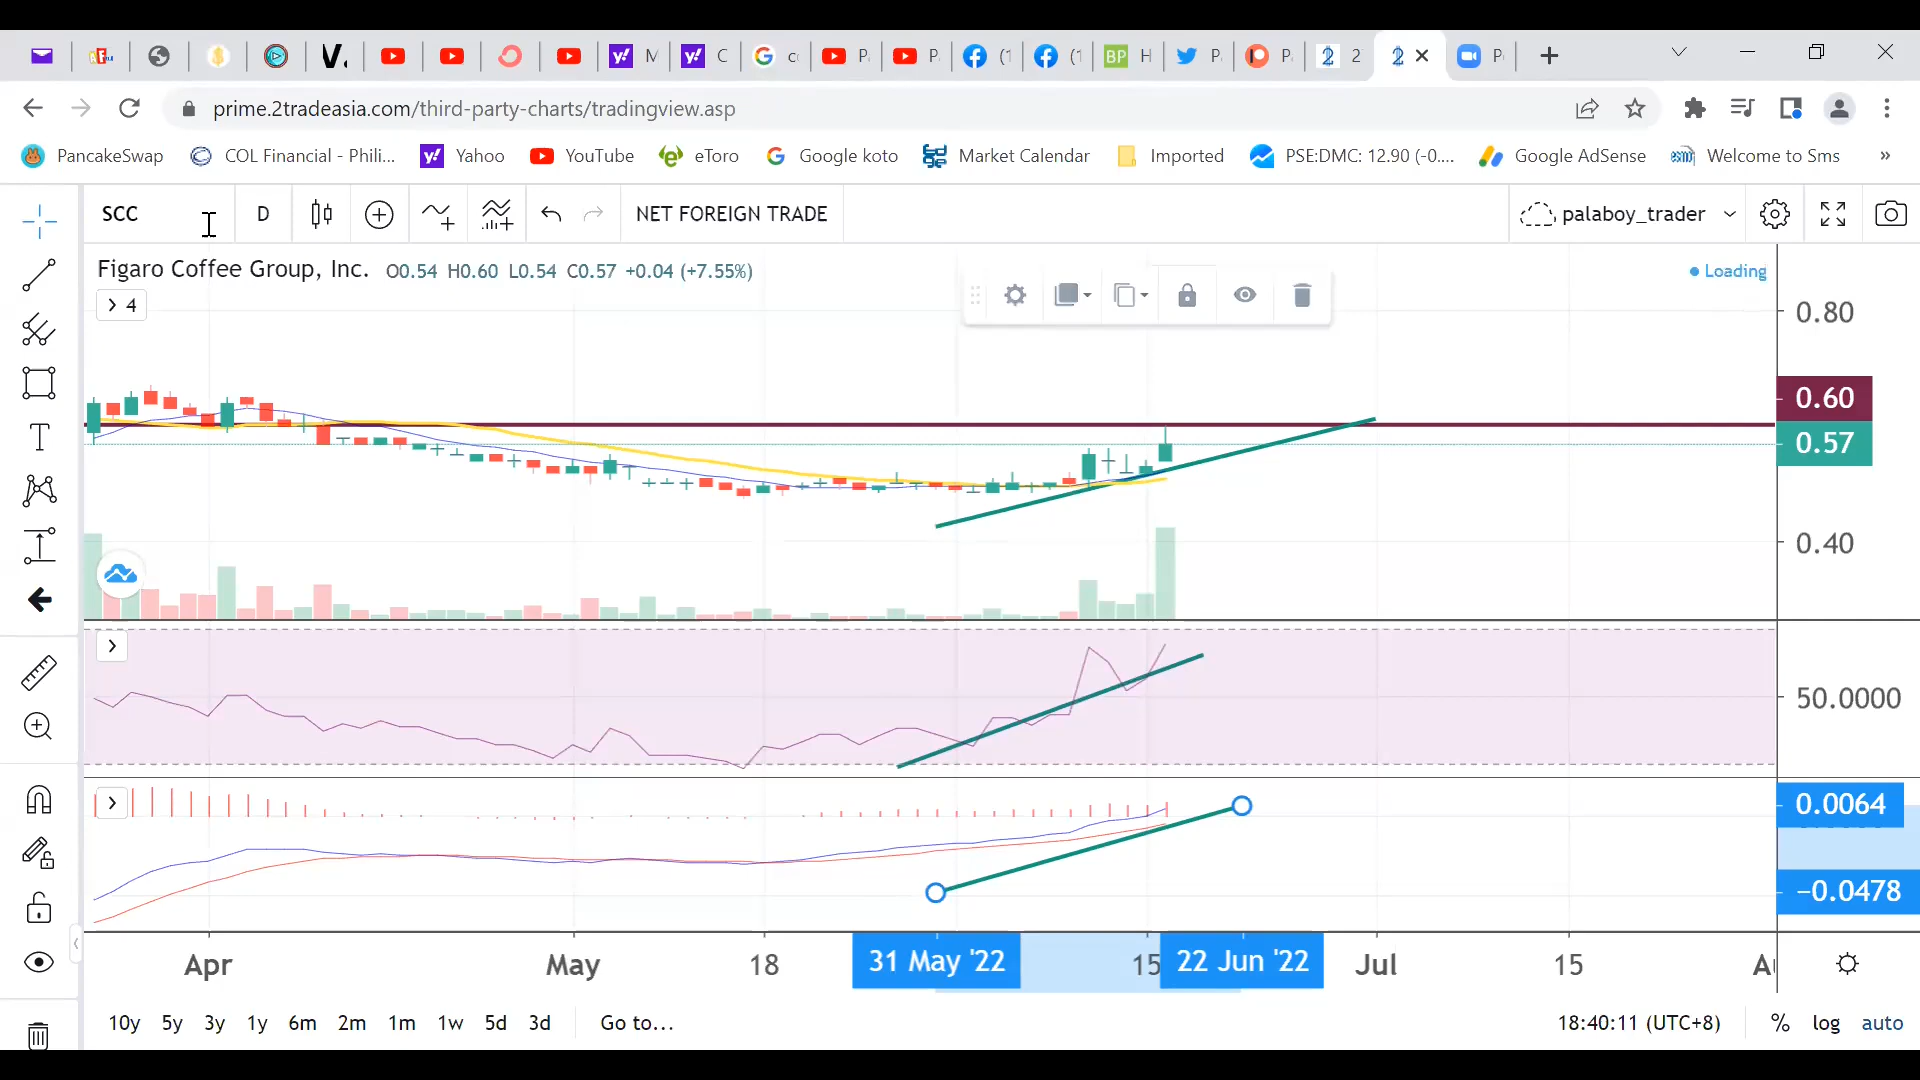 M C cc P P (1 (1 BP H P P 2 P
prime.2tradeasia.com/third-party-charts/tradingview.asp
PancakeSwap COL Financial - Phili... Yahoo YouTube eToro Google koto Market Calendar Imported PSE:DMC: 12.90 (-0.... Google AdSense Welcome to Sms »
SCC D NET FOREIGN TRADE palaboy_trader
Figaro Coffee Group, Inc. O0.54 H0.60 L0.54 C0.57 +0.04 (+7.55%) Loading
4
0.80
0.60
0.57
0.40
50.0000
0.0064
−0.0478
Apr May 18 31 May '22 15 22 Jun '22 Jul 15
10y 5y 3y 1y 6m 2m 1m 1w 5d 3d Go to... 18:40:11 (UTC+8) % log auto